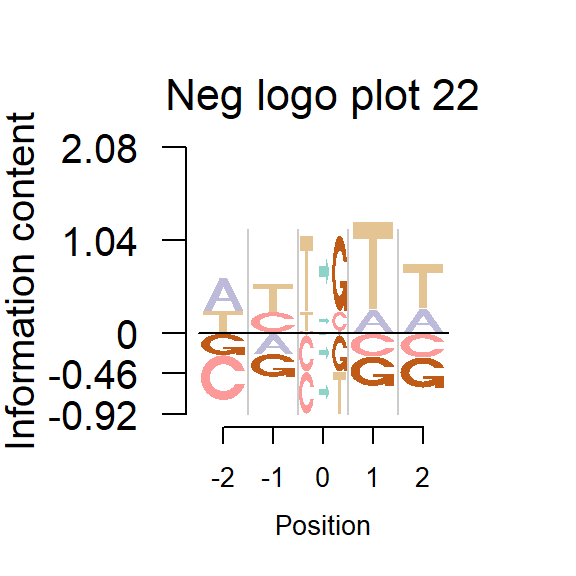 Neg logo plot 22
Information content
2.08
1.04
0
-0.46
-0.92
A T G C
T C A G
T→G
T→C
C→G
C→T
T A C G
T A C G
-2 -1 0 1 2
Position